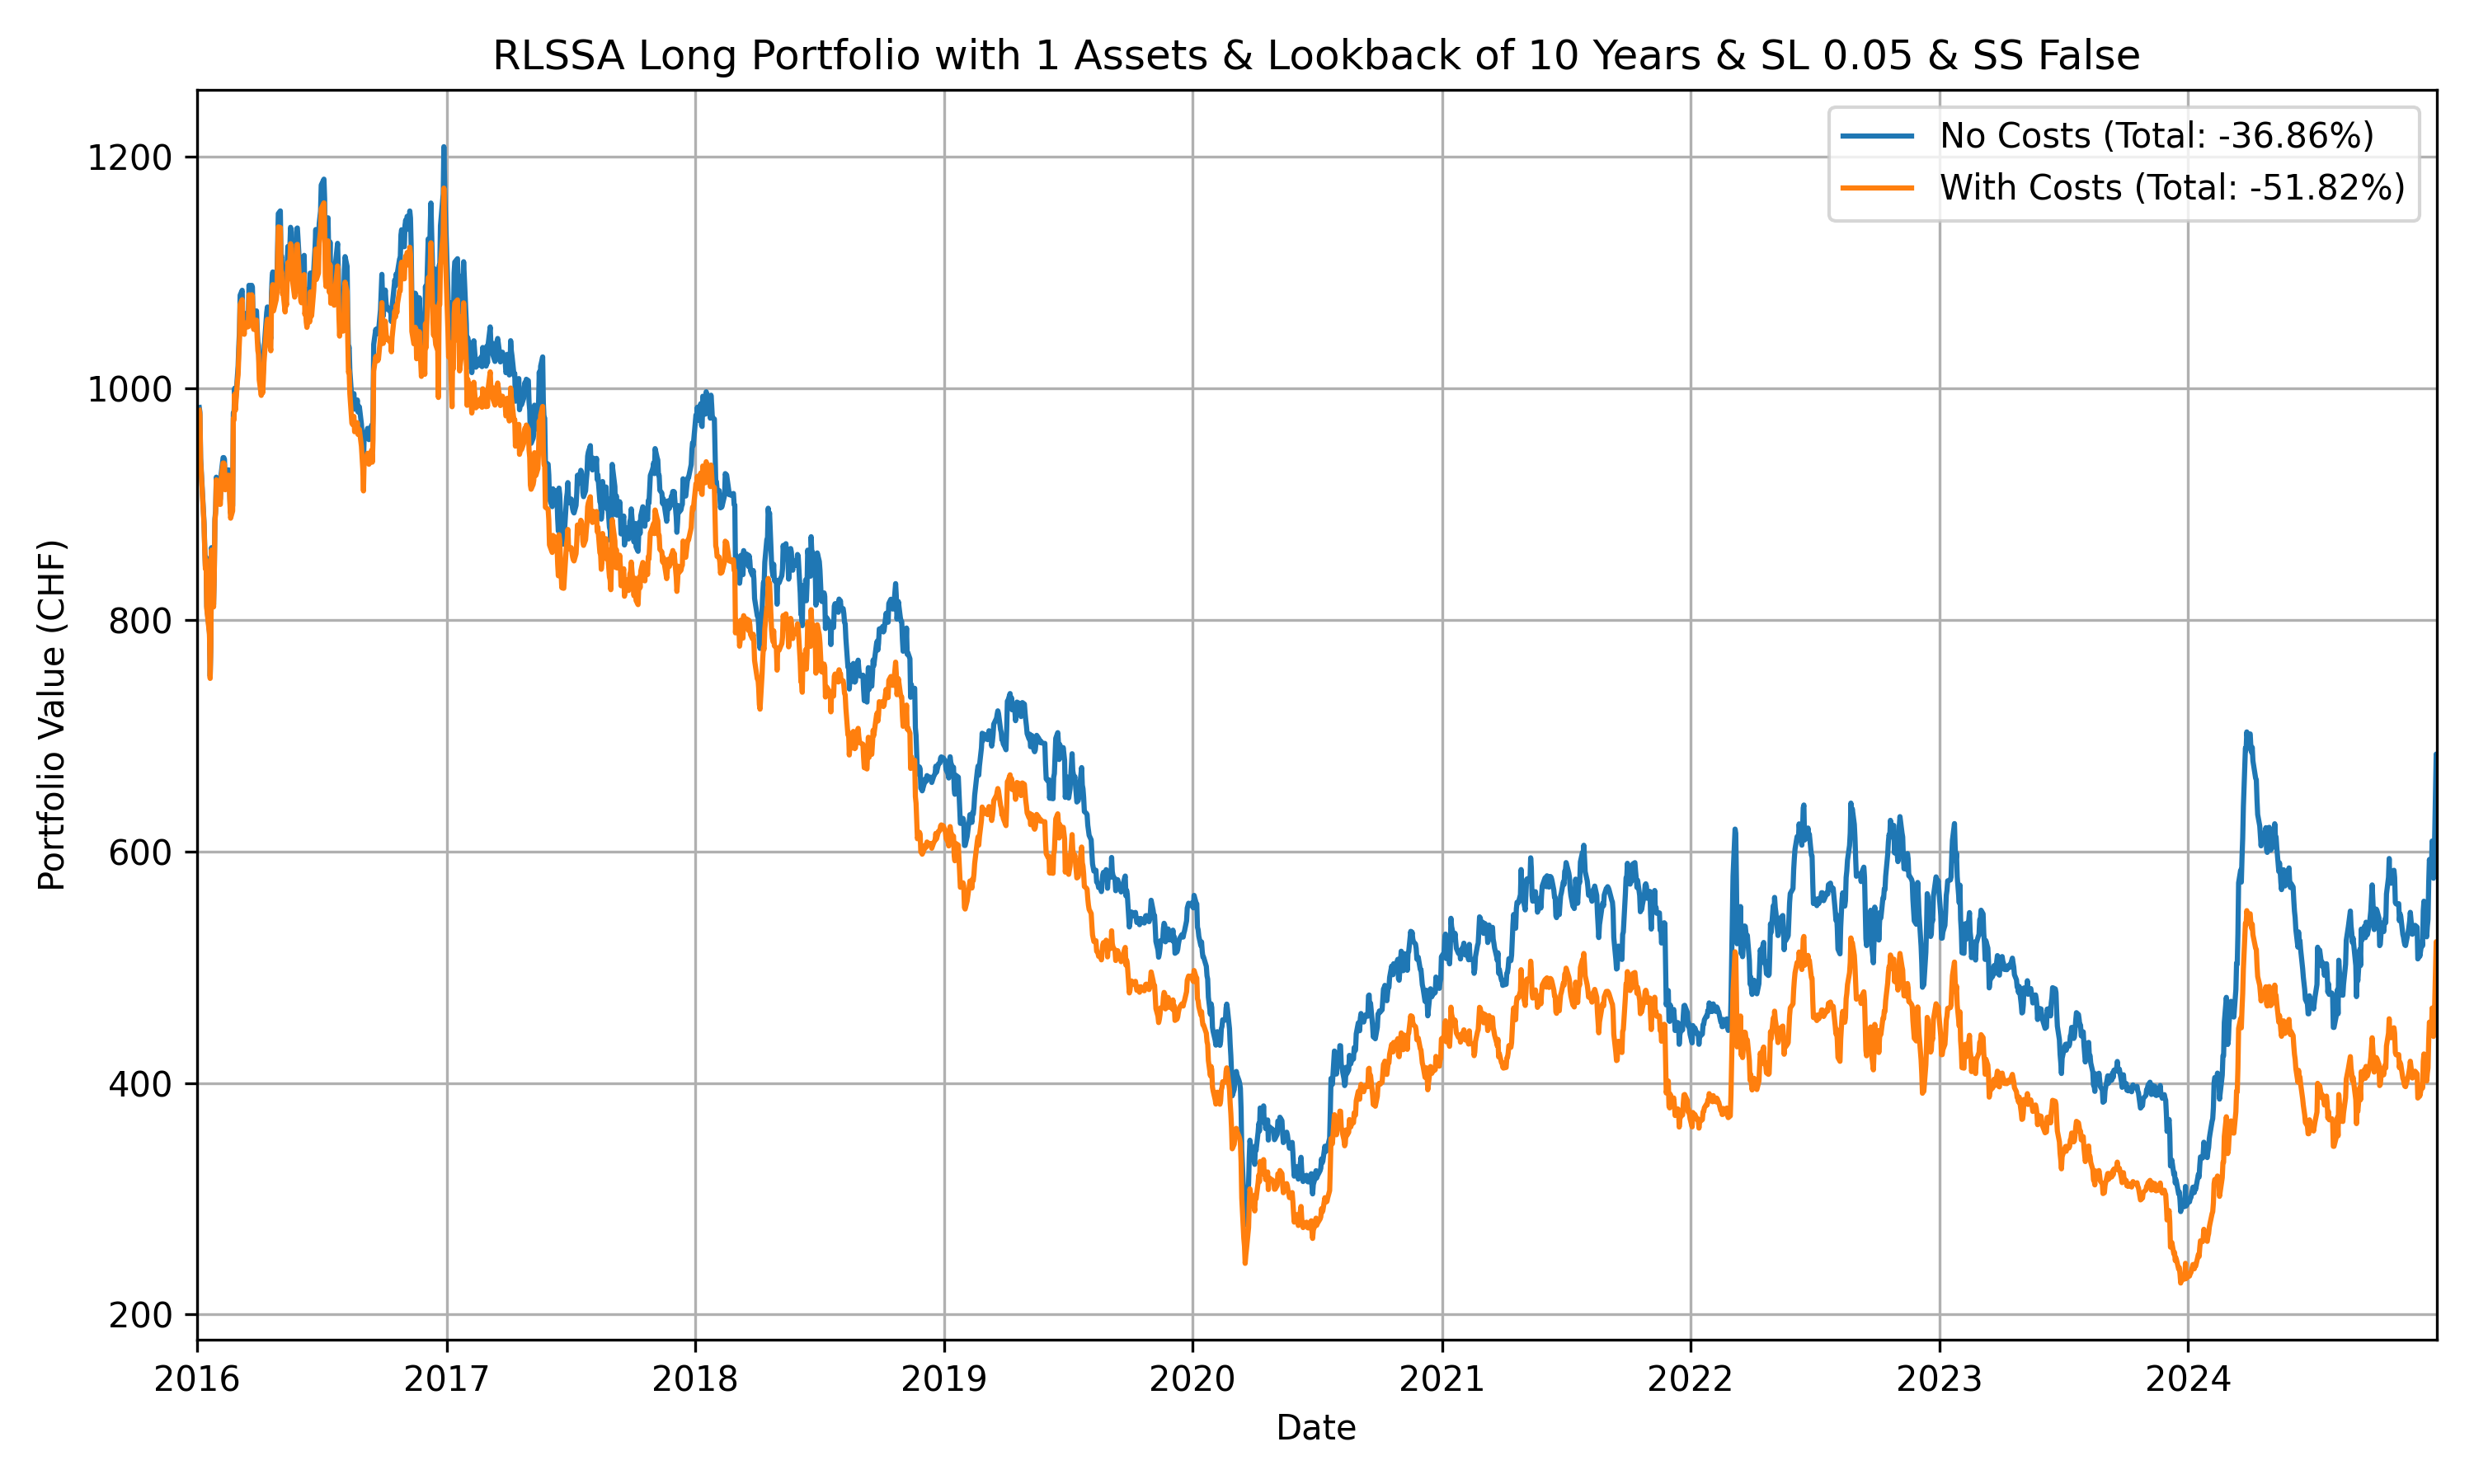 RLSSA Long Portfolio with 1 Assets & Lookback of 10 Years & SL 0.05 & SS False
No Costs (Total: -36.86%)
With Costs (Total: -51.82%)
Portfolio Value (CHF)
1200
1000
800
600
400
200
2016 2017 2018 2019 2020 2021 2022 2023 2024
Date